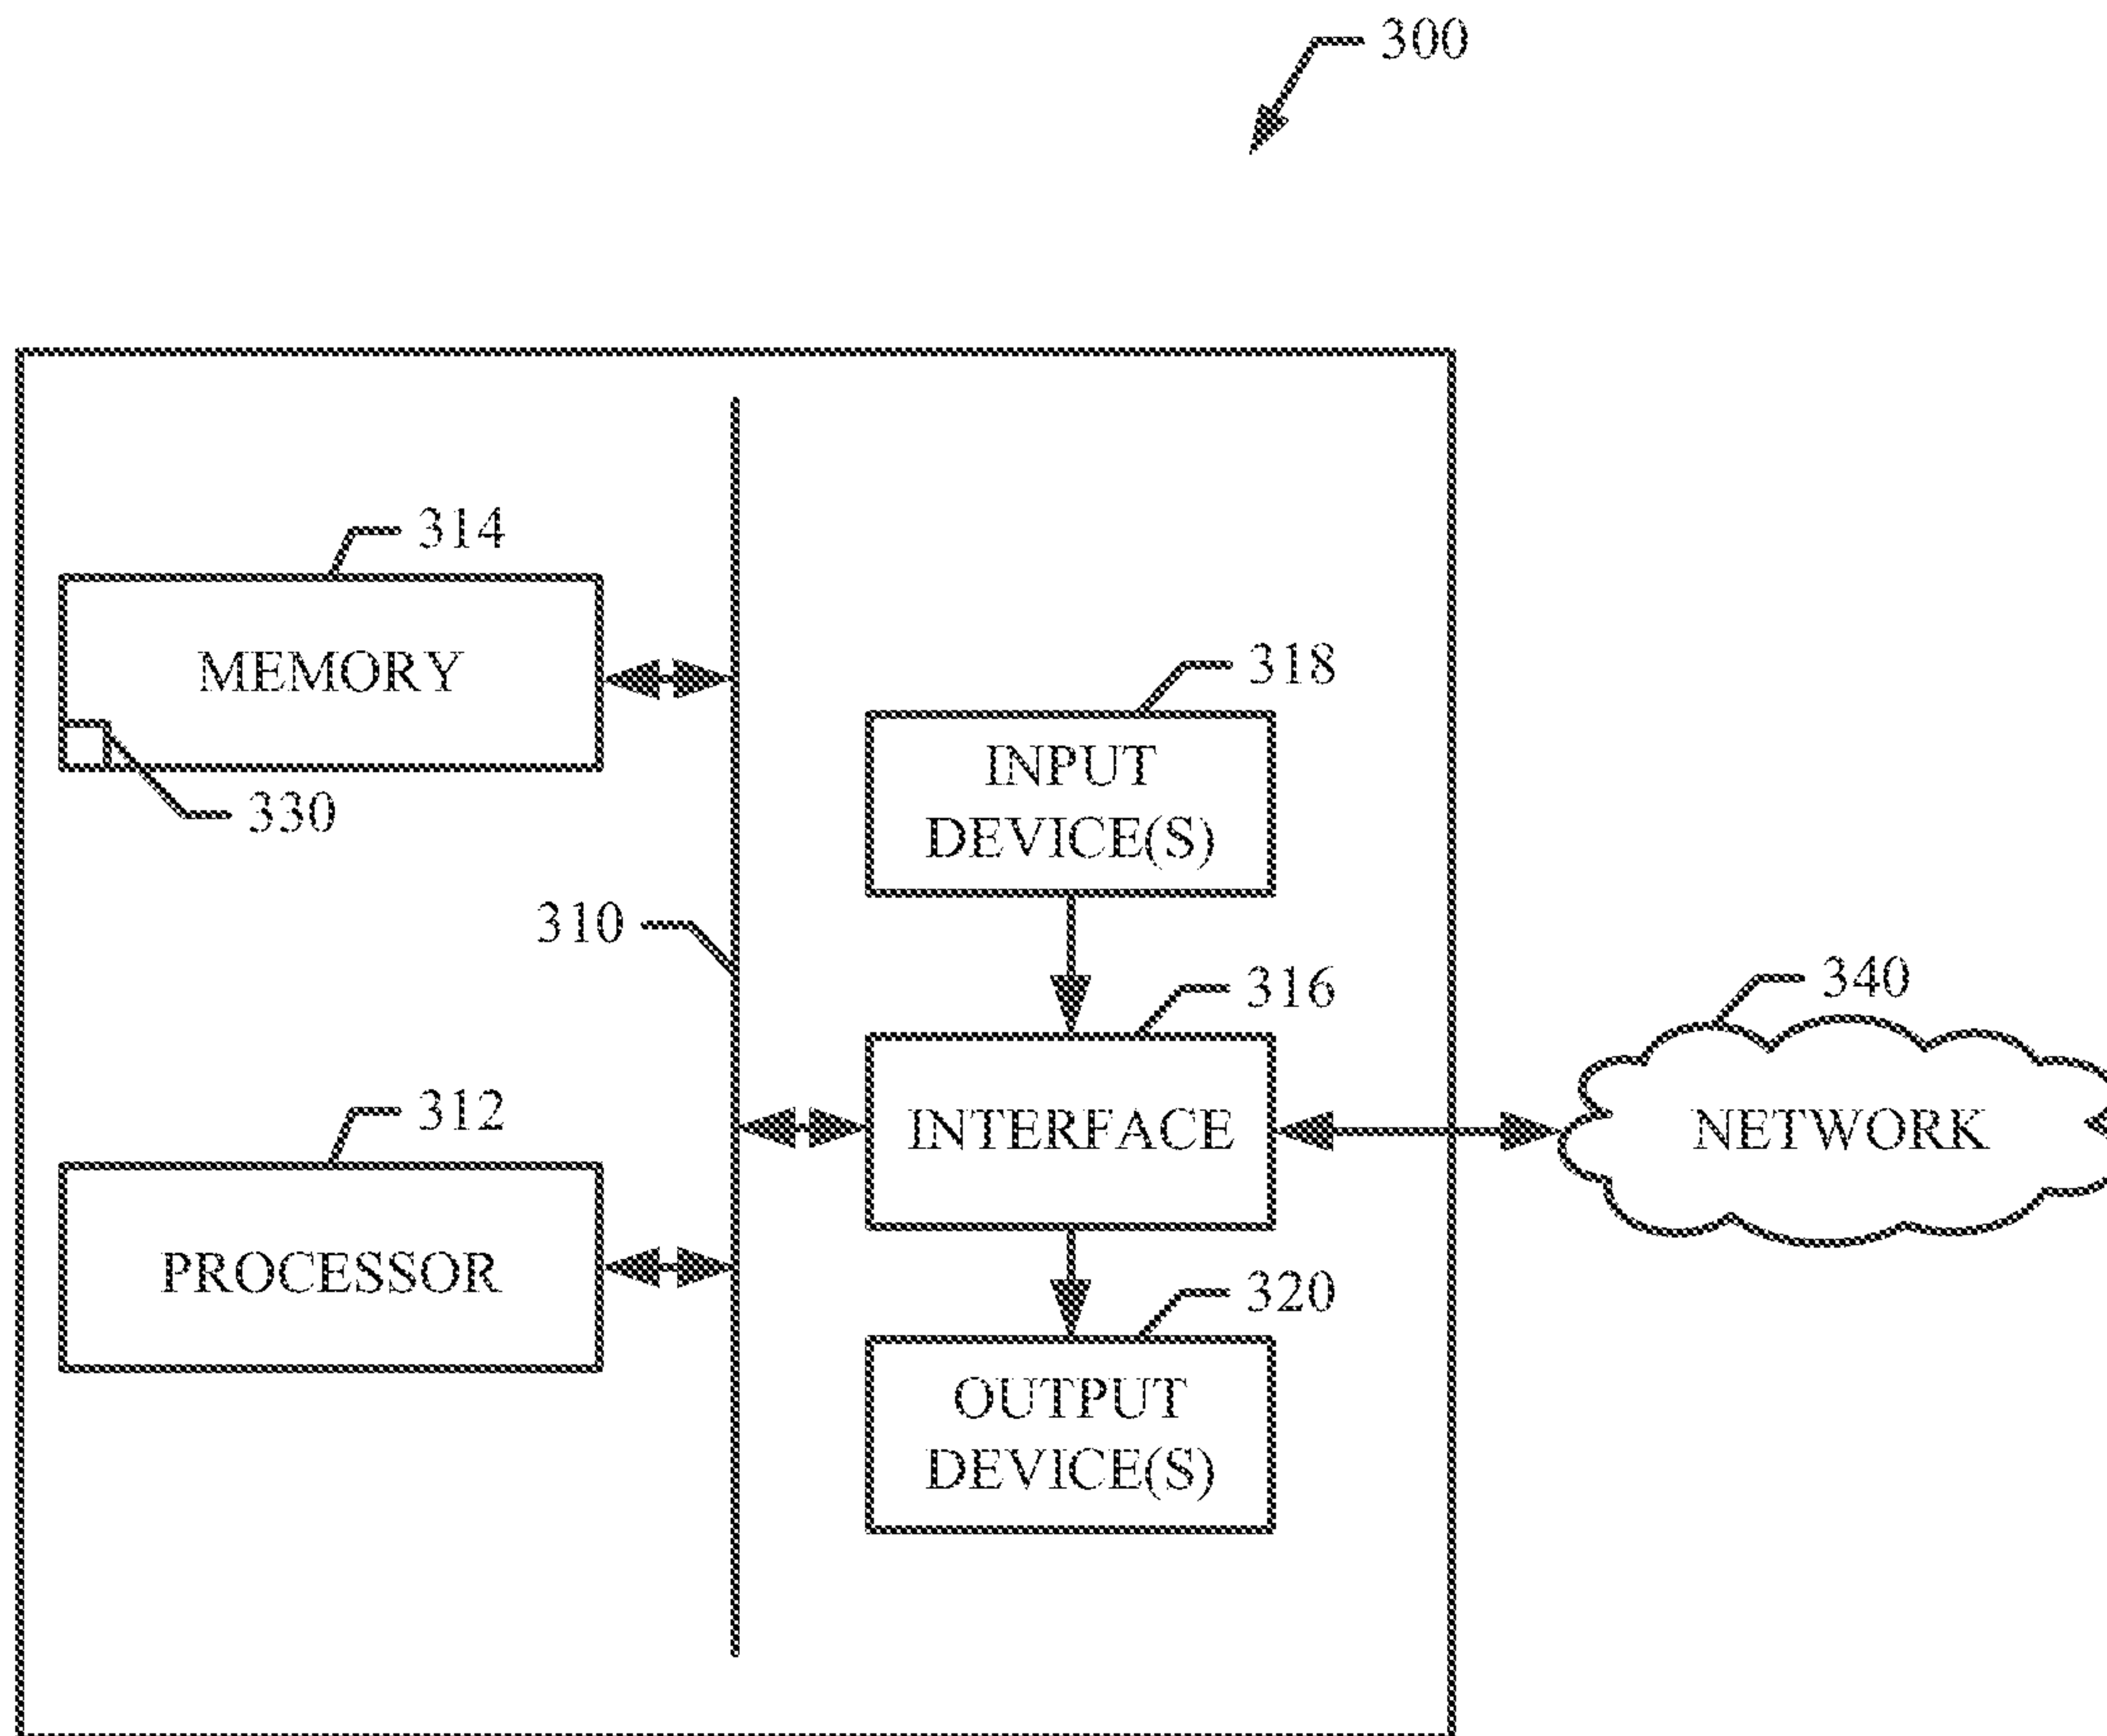 300
314
MEMORY
330
318
INPUT
DEVICE(S)
310
316
INTERFACE
340
NETWORK
312
PROCESSOR
320
OUTPUT
DEVICE(S)